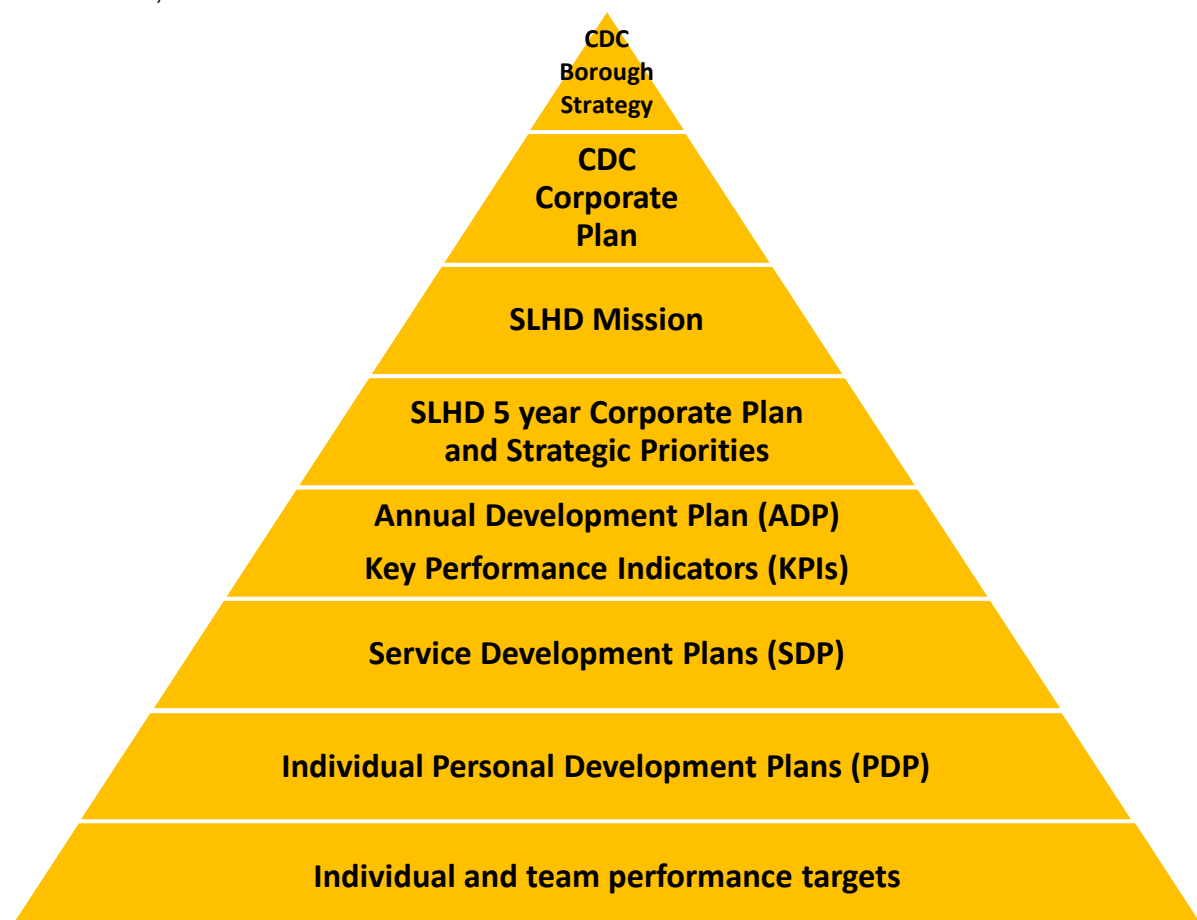 CDC
Borough
Strategy
CDC
Corporate
Plan
SLHD Mission
SLHD 5 year Corporate Plan
and Strategic Priorities
Annual Development Plan (ADP)
Key Performance Indicators (KPIs)
Service Development Plans (SDP)
Individual Personal Development Plans (PDP)
Individual and team performance targets